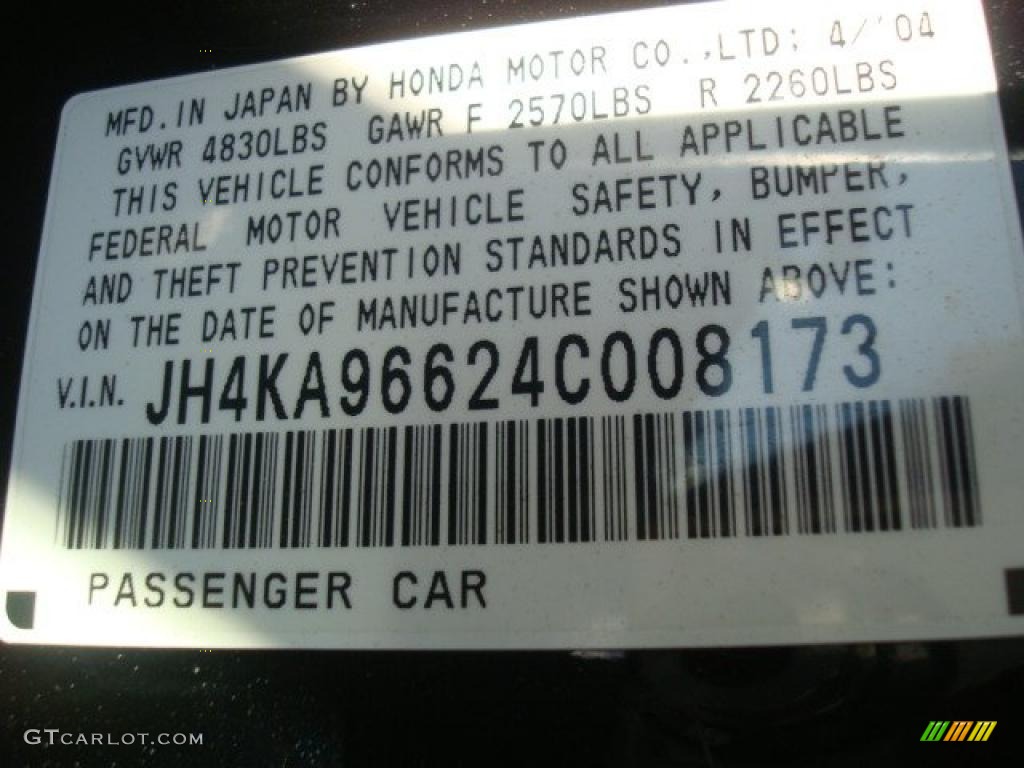 MFD. IN JAPAN BY HONDA MOTOR CO.,LTD: 4/'04
GVWR 4830LBS GAWR F 2570LBS R 2260LBS
THIS VEHICLE CONFORMS TO ALL APPLICABLE
FEDERAL MOTOR VEHICLE SAFETY, BUMPER,
AND THEFT PREVENTION STANDARDS IN EFFECT
ON THE DATE OF MANUFACTURE SHOWN ABOVE:
V.I.N. JH4KA96624C008173
PASSENGER CAR
GTCARLOT.COM